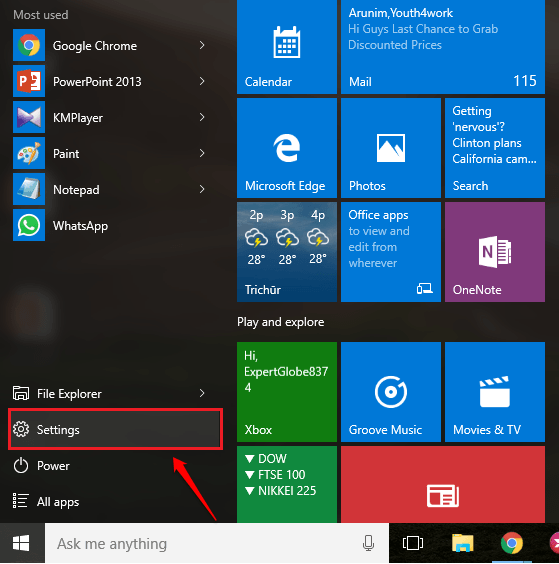 Most used
Google Chrome
PowerPoint 2013
KMPlayer
Paint
Notepad
WhatsApp
File Explorer
Settings
Power
All apps
Calendar
Arunim,Youth4work
Hi Guys Last Chance to Grab
Discounted Prices
Mail
115
Microsoft Edge
Photos
Getting
'nervous'?
Clinton plans
California cam...
Search
2p 3p 4p
28° 28° 28°
Trichūr
Office apps
to view and
edit from
wherever
OneNote
Play and explore
Hi,
ExpertGlobe837
4
Xbox
Groove Music
Movies & TV
▼ DOW
▼ FTSE 100
▼ NIKKEI 225
Ask me anything